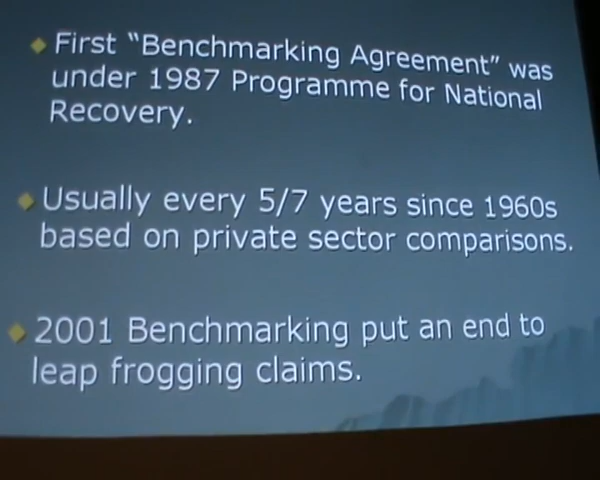 First “Benchmarking Agreement” was
under 1987 Programme for National
Recovery.
Usually every 5/7 years since 1960s
based on private sector comparisons.
2001 Benchmarking put an end to
leap frogging claims.